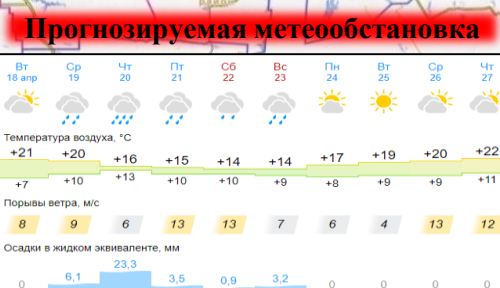 Прогнозируемая метеообстановка
Вт Ср Чт Пт Сб Вс Пн Вт Ср Чт
18 апр 19 20 21 22 23 24 25 26 27
Температура воздуха, °C
+21 +20 +16 +15 +14 +14 +17 +19 +20 +22
+7 +10 +13 +10 +10 +9 +8 +9 +9 +11
Порывы ветра, м/с
8 9 6 13 13 7 6 4 13 12
Осадки в жидком эквиваленте, мм
0 6,1 23,3 3,5 0,9 3,2 0 0 0 0